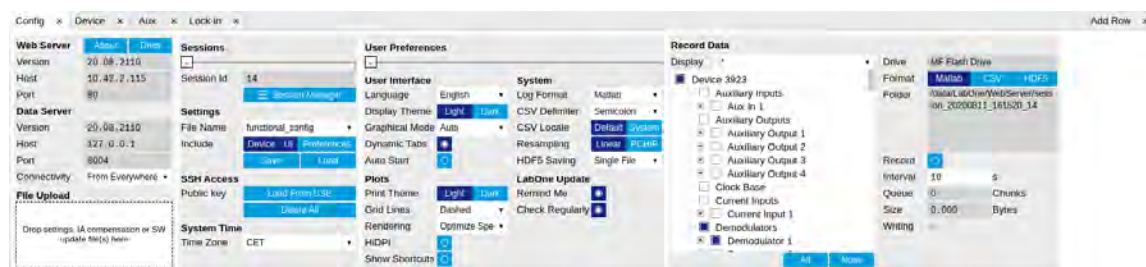 Config × Device × Aux × Lock-in ×
Add Row
Web Server About Docs
Version 20.08.2110
Host 10.42.2.115
Port 80
Data Server
Version 20.08.2110
Host 127.0.0.1
Port 8004
Connectivity From Everywhere
File Upload
Drop settings, IA compensation or SW
update file(s) here
Sessions
Session Id 14
Session Manager
Settings
File Name functional_config
Include Device UI Preferences
Save Load
SSH Access
Public key Load From USB
Delete All
System Time
Time Zone CET
User Preferences
User Interface
Language English
Display Theme Light Dark
Graphical Mode Auto
Dynamic Tabs
Auto Start
Plots
Print Theme Light Dark
Grid Lines Dashed
Rendering Optimize Spe
HiDPI
Show Shortcuts
System
Log Format Matlab
CSV Delimiter Semicolon
CSV Locale Default System
Resampling Linear PCHIP
HDF5 Saving Single File
LabOne Update
Remind Me
Check Regularly
Record Data
Display *
Device 3923
Auxiliary Inputs
Aux In 1
Auxiliary Outputs
Auxiliary Output 1
Auxiliary Output 2
Auxiliary Output 3
Auxiliary Output 4
Clock Base
Current Inputs
Current Input 1
Demodulators
Demodulator 1
All None
Drive MF Flash Drive
Format Matlab CSV HDF5
Folder /data/LabOne/WebServer/sessi
on_20200811_161520_14
Record
Interval 10 s
Queue 0 Chunks
Size 0.000 Bytes
Writing